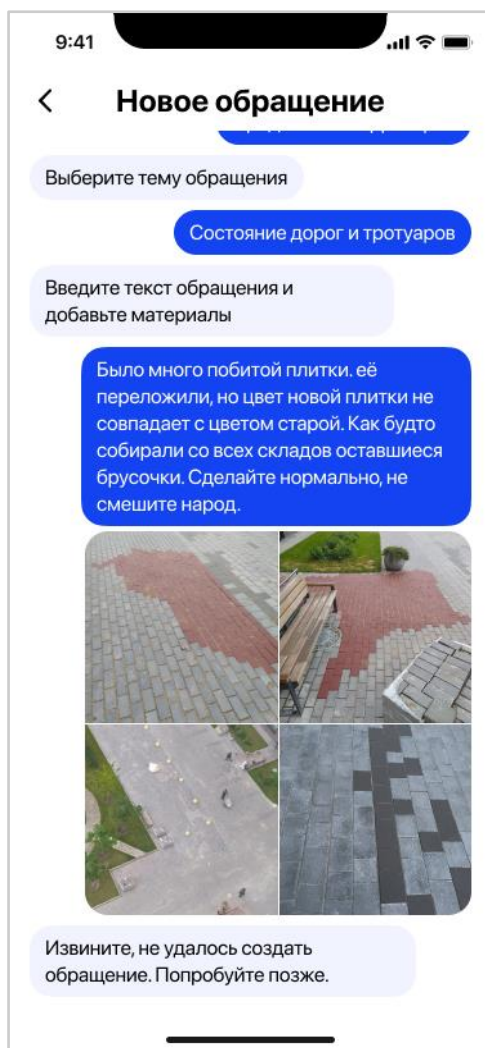 9:41
Новое обращение
Выберите тему обращения
Состояние дорог и тротуаров
Введите текст обращения и
добавьте материалы
Было много побитой плитки. её
переложили, но цвет новой плитки не
совпадает с цветом старой. Как будто
собирали со всех складов оставшиеся
брусочки. Сделайте нормально, не
смешите народ.
Извините, не удалось создать
обращение. Попробуйте позже.